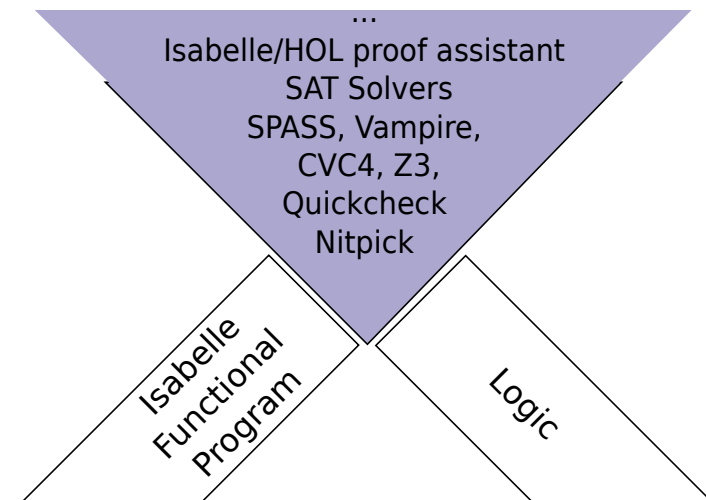 ...
Isabelle/HOL proof assistant
SAT Solvers
SPASS, Vampire,
CVC4, Z3,
Quickcheck
Nitpick
Isabelle
Functional
Program
Logic